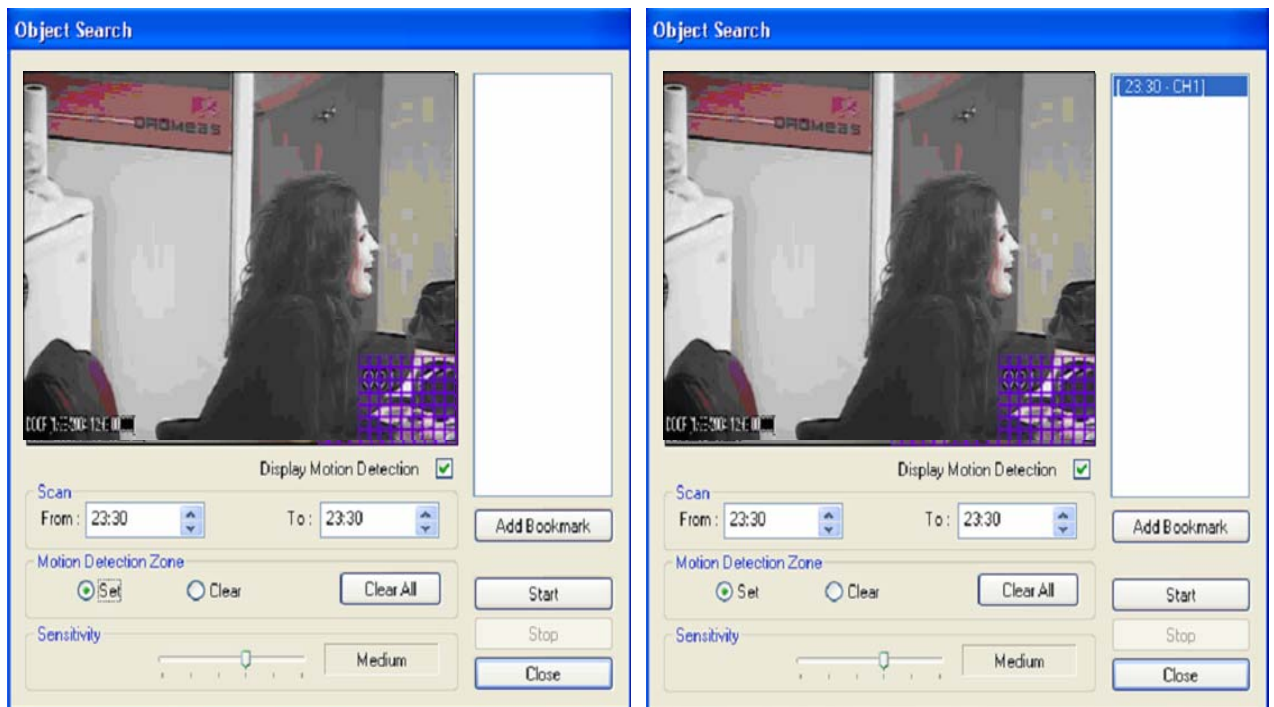 Object Search
DROMEAS
Display Motion Detection
Scan
From : 23:30
To : 23:30
Add Bookmark
Motion Detection Zone
Set
Clear
Clear All
Start
Sensitivity
Medium
Stop
Close
Object Search
[ 23:30 - CH1]
DROMEAS
Display Motion Detection
Scan
From : 23:30
To : 23:30
Add Bookmark
Motion Detection Zone
Set
Clear
Clear All
Start
Sensitivity
Medium
Stop
Close